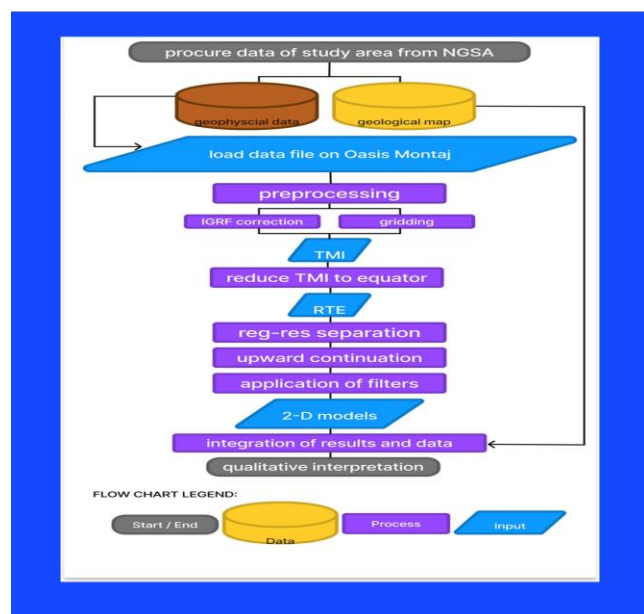 procure data of study area from NGSA
geophyscial data
geological map
load data file on Oasis Montaj
preprocessing
IGRF correction
gridding
TMI
reduce TMI to equator
RTE
reg-res separation
upward continuation
application of filters
2-D models
integration of results and data
qualitative interpretation
FLOW CHART LEGEND:
Start / End
Data
Process
Input